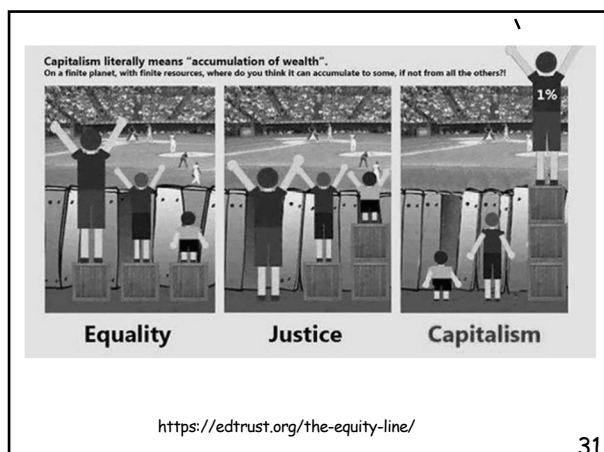 Capitalism literally means “accumulation of wealth”.
On a finite planet, with finite resources, where do you think it can accumulate to some, if not from all the others?!
1%
Equality Justice Capitalism
https://edtrust.org/the-equity-line/
31